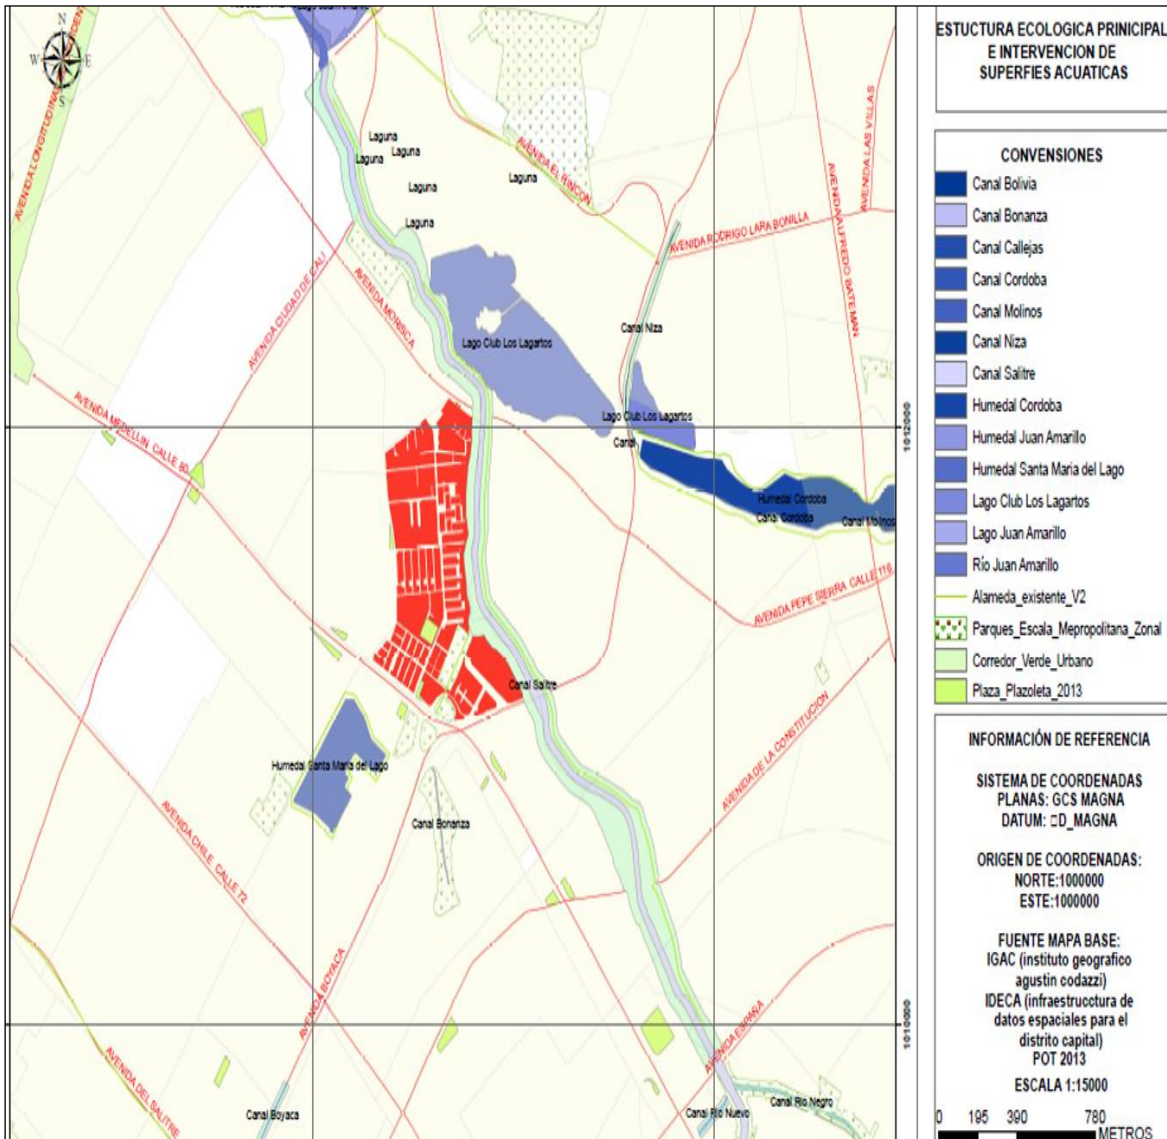 N
W E
S
AVENIDA LONGITUDINAL
Laguna
Laguna
Laguna
Laguna
Laguna
Laguna
AVENIDA EL RINCON
AVENIDA RODRIGO LARA BONILLA
AVENIDA ALFREDO BATEMAN
AVENIDA LAS VILLAS
AVENIDA CIUDAD DE CALI
AVENIDA MORISCA
Canal Niza
Lago Club Los Lagartos
Lago Club Los Lagartos
Canal
AVENIDA MEDELLIN CALLE 80
Humedal Cordoba
Canal Cordoba
Canal Molinos
AVENIDA PEPE SIERRA CALLE 116
Canal Salitre
AVENIDA DE LA CONSTITUCION
Humedal Santa Maria del Lago
Canal Bonanza
AVENIDA CHILE CALLE 72
AVENIDA BOYACA
AVENIDA ESPAÑA
AVENIDA DEL SALITRE
Canal Boyaca
Canal Rio Nuevo
Canal Rio Negro
1012000
1010000
ESTUCTURA ECOLOGICA PRINICIPAL
E INTERVENCION DE
SUPERFIES ACUATICAS
CONVENSIONES
Canal Bolivia
Canal Bonanza
Canal Callejas
Canal Cordoba
Canal Molinos
Canal Niza
Canal Salitre
Humedal Cordoba
Humedal Juan Amarillo
Humedal Santa Maria del Lago
Lago Club Los Lagartos
Lago Juan Amarillo
Río Juan Amarillo
Alameda_existente_V2
Parques_Escala_Mepropolitana_Zonal
Corredor_Verde_Urbano
Plaza_Plazoleta_2013
INFORMACIÓN DE REFERENCIA
SISTEMA DE COORDENADAS
PLANAS: GCS MAGNA
DATUM: □D_MAGNA
ORIGEN DE COORDENADAS:
NORTE:1000000
ESTE:1000000
FUENTE MAPA BASE:
IGAC (instituto geografico
agustin codazzi)
IDECA (infraestrucctura de
datos espaciales para el
distrito capital)
POT 2013
ESCALA 1:15000
0 195 390 780
METROS